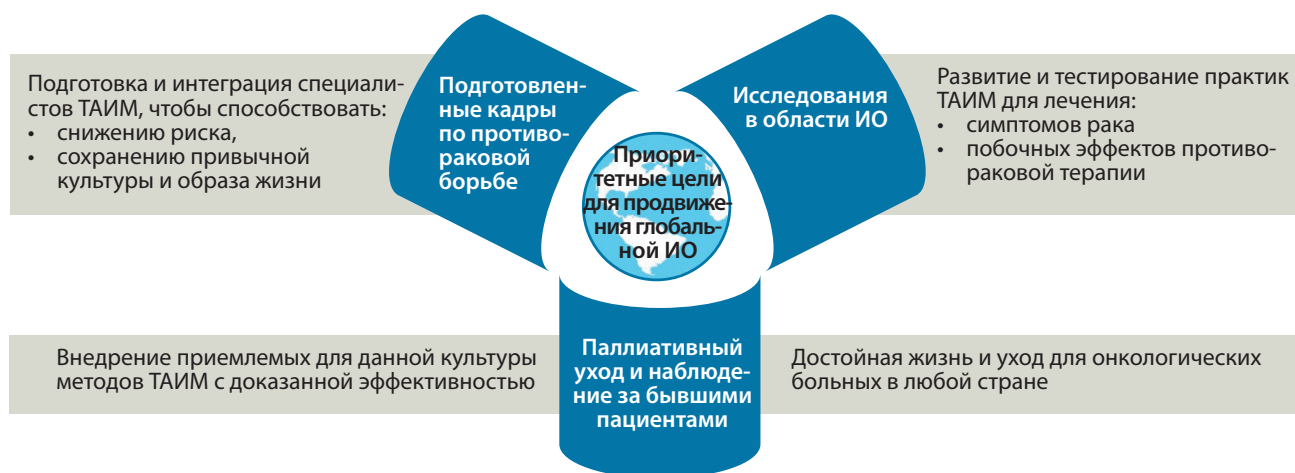 Подготовка и интеграция специали-
стов ТАИМ, чтобы способствовать:
• снижению риска,
• сохранению привычной
культуры и образа жизни
Подготовлен-
ные кадры
по противо-
раковой
борьбе
Исследования
в области ИО
Развитие и тестирование практик
ТАИМ для лечения:
• симптомов рака
• побочных эффектов противо-
раковой терапии
Приори-
тетные цели
для продвиже-
ния глобаль-
ной ИО
Внедрение приемлемых для данной культуры
методов ТАИМ с доказанной эффективностью
Паллиативный
уход и наблюде-
ние за бывшими
пациентами
Достойная жизнь и уход для онкологических
больных в любой стране